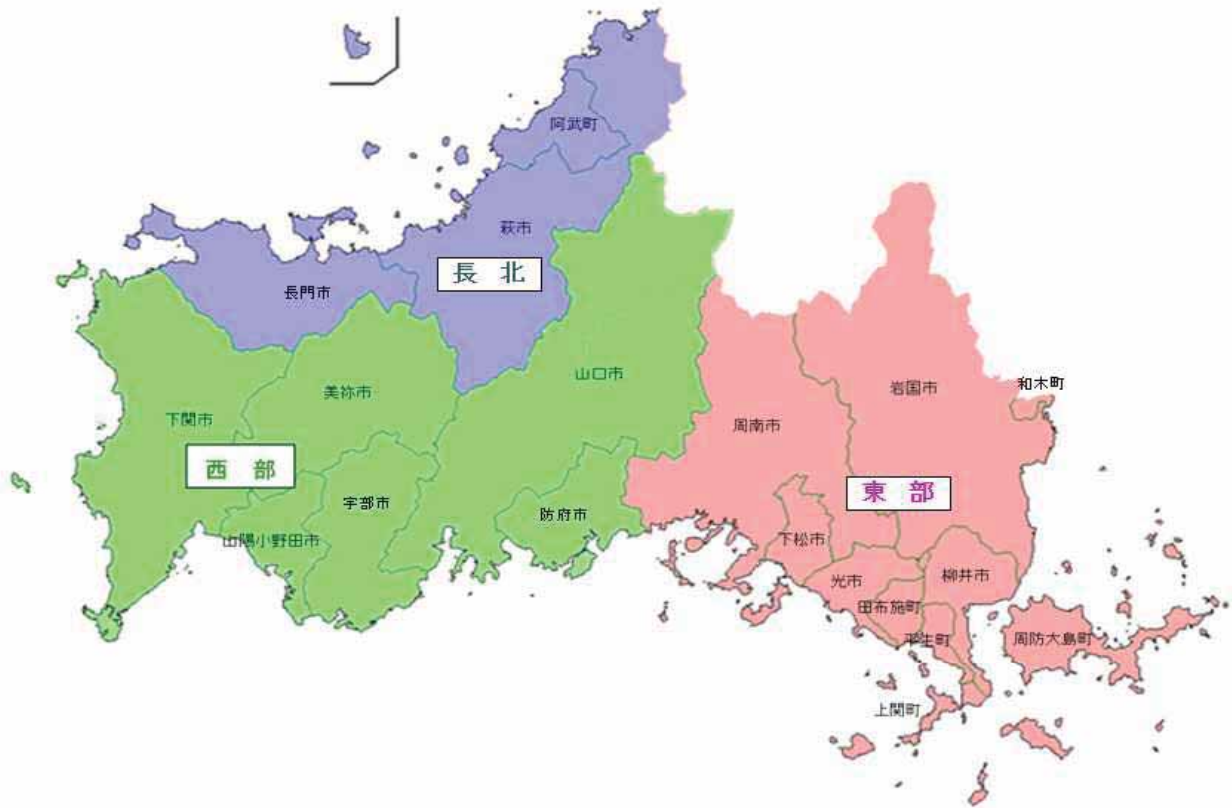 阿武町
萩市
長　北
長門市
山口市
美祢市
下関市
西　部
宇部市
防府市
山陽小野田市
岩国市
和木町
周南市
東　部
下松市
光市
柳井市
田布施町
平生町
周防大島町
上関町